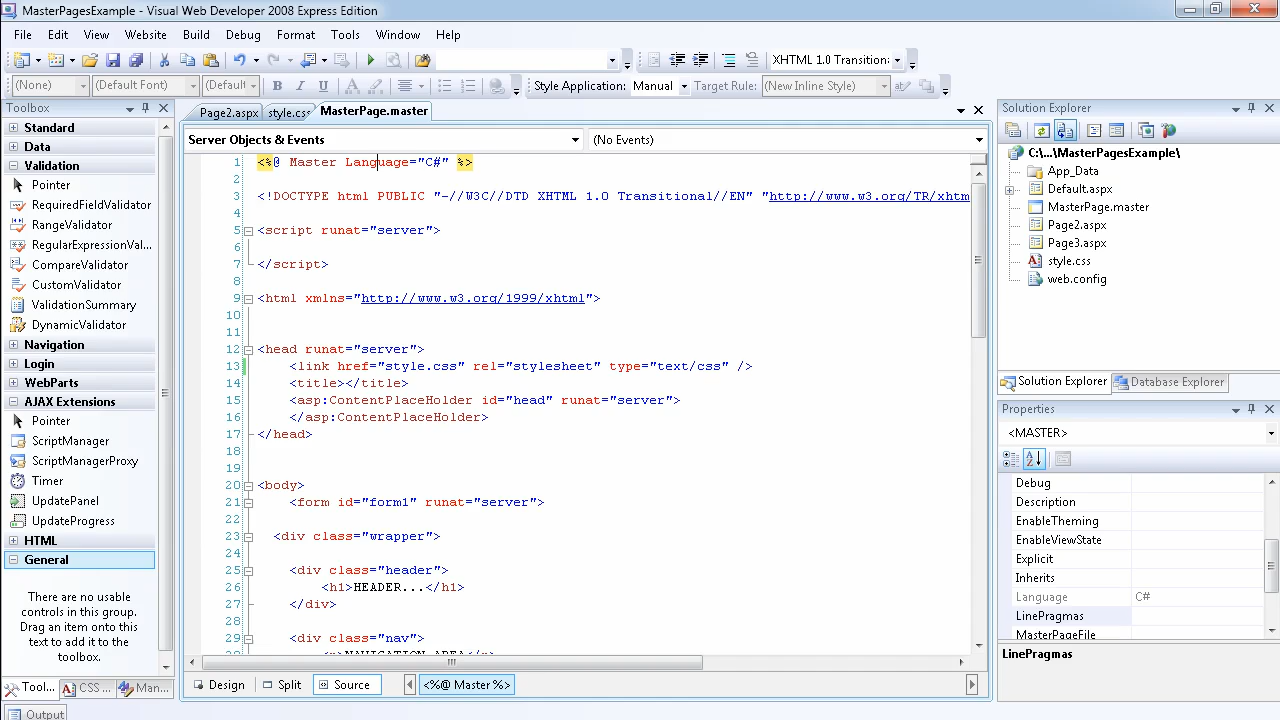 MasterPagesExample - Visual Web Developer 2008 Express Edition
File Edit View Website Build Debug Format Tools Window Help
XHTML 1.0 Transition:
(None) (Default Font) (Default B I U A Style Application: Manual Target Rule: (New Inline Style)
Toolbox
Standard
Data
Validation
Pointer
RequiredFieldValidator
RangeValidator
RegularExpressionVal...
CompareValidator
CustomValidator
ValidationSummary
DynamicValidator
Navigation
Login
WebParts
AJAX Extensions
Pointer
ScriptManager
ScriptManagerProxy
Timer
UpdatePanel
UpdateProgress
HTML
General
There are no usable
controls in this group.
Drag an item onto this
text to add it to the
toolbox.
Tool... CSS ... Man...
Output
Page2.aspx style.css MasterPage.master
Server Objects & Events (No Events)
1 <%@ Master Language="C#" %>
2
3 < DOCTYPE html PUBLIC "-//W3C//DTD XHTML 1.0 Transitional//EN" "http://www.w3.org/TR/xhtm
4
5 <script runat="server">
6
7 </script>
8
9 <html xmlns="http://www.w3.org/1999/xhtml">
10
11
12 <head runat="server">
13 <link href="style.css" rel="stylesheet" type="text/css" />
14 <title></title>
15 <asp:ContentPlaceHolder id="head" runat="server">
16 </asp:ContentPlaceHolder>
17 </head>
18
19
20 <body>
21 <form id="form1" runat="server">
22
23 <div class="wrapper">
24
25 <div class="header">
26 <h1>HEADER...</h1>
27 </div>
28
29 <div class="nav">
Design Split Source <%@ Master %>
Solution Explorer
C:\...\MasterPagesExample\
App_Data
Default.aspx
MasterPage.master
Page2.aspx
Page3.aspx
style.css
web.config
Solution Explorer Database Explorer
Properties
<MASTER>
Debug
Description
EnableTheming
EnableViewState
Explicit
Inherits
Language C#
LinePragmas
MasterPageFile
LinePragmas